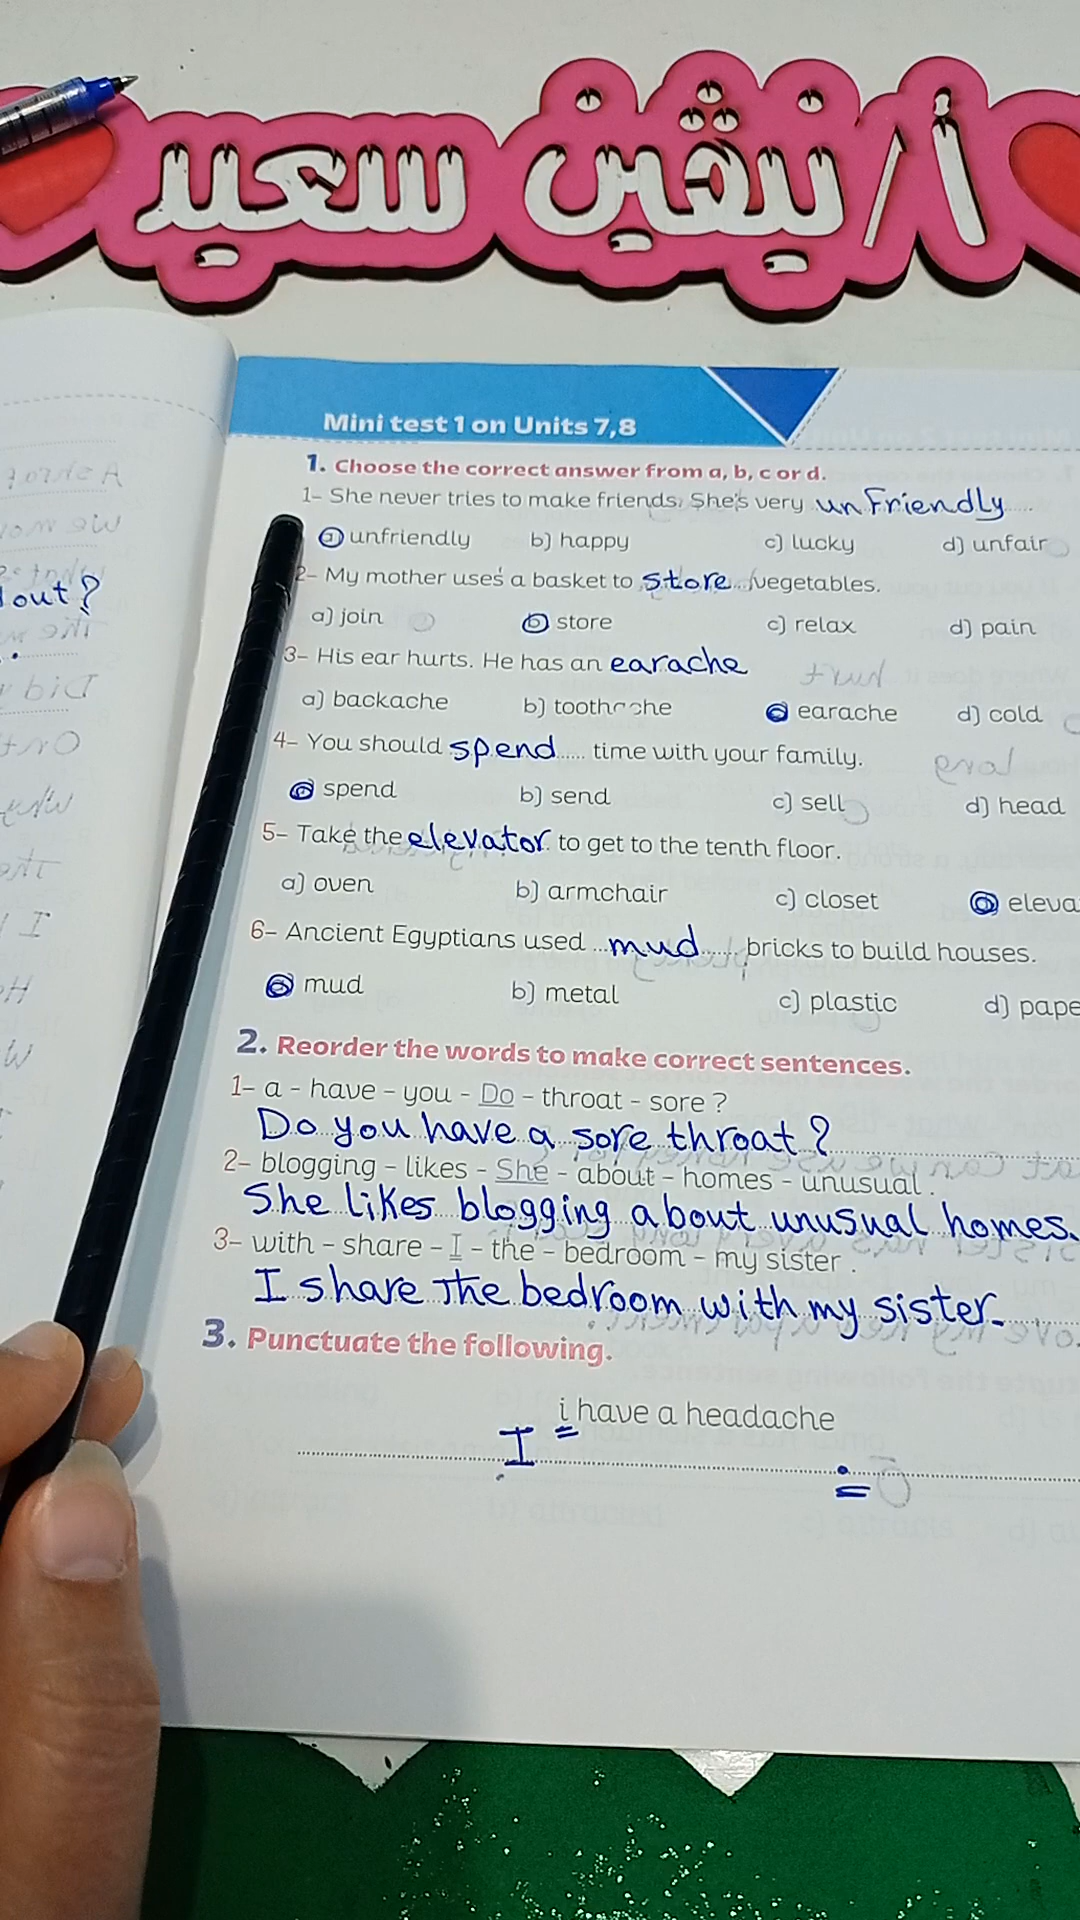 أ/ يقين سعيد
Mini test 1 on Units 7,8
1. Choose the correct answer from a, b, c or d.
1- She never tries to make friends. She's very unfriendly
a) unfriendly b) happy c) lucky d) unfair
2- My mother uses a basket to store vegetables.
a) join b) store c) relax d) pain
3- His ear hurts. He has an earache
a) backache b) toothache c) earache d) cold
4- You should spend time with your family.
a) spend b) send c) sell d) head
5- Take the elevator to get to the tenth floor.
a) oven b) armchair c) closet d) eleva
6- Ancient Egyptians used mud bricks to build houses.
a) mud b) metal c) plastic d) pape
2. Reorder the words to make correct sentences.
1- a - have - you - Do - throat - sore ?
Do you have a sore throat?
2- blogging - likes - She - about - homes - unusual .
She likes blogging about unusual homes.
3- with - share - I - the - bedroom - my sister .
I share the bedroom with my sister.
3. Punctuate the following.
i have a headache
I .
out?